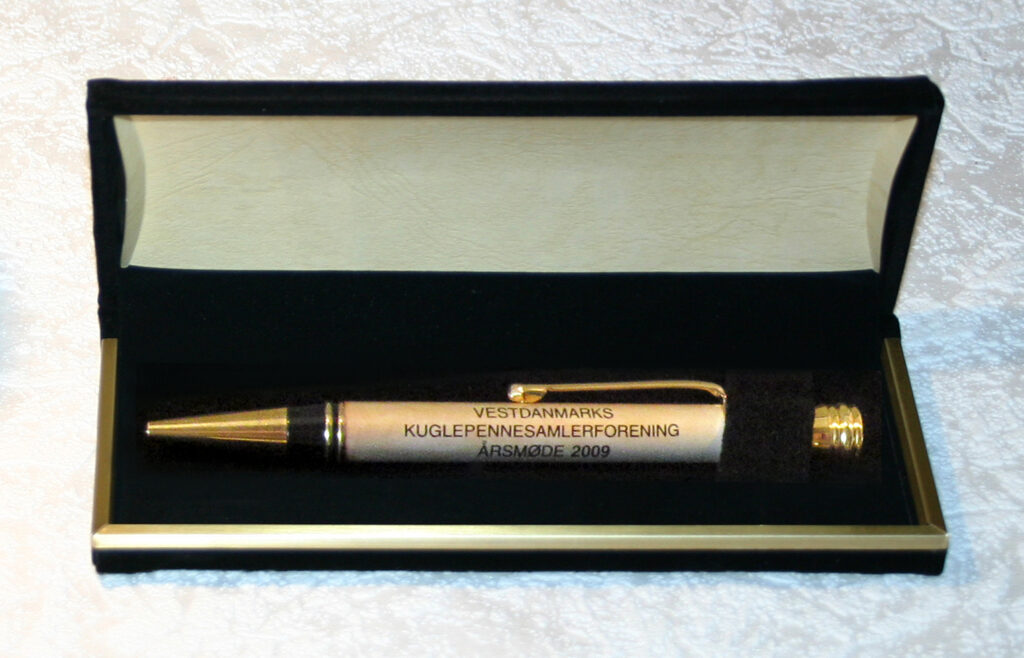 VESTDANMARKS
KUGLEPENNESAMLERFORENING
ÅRSMØDE 2009